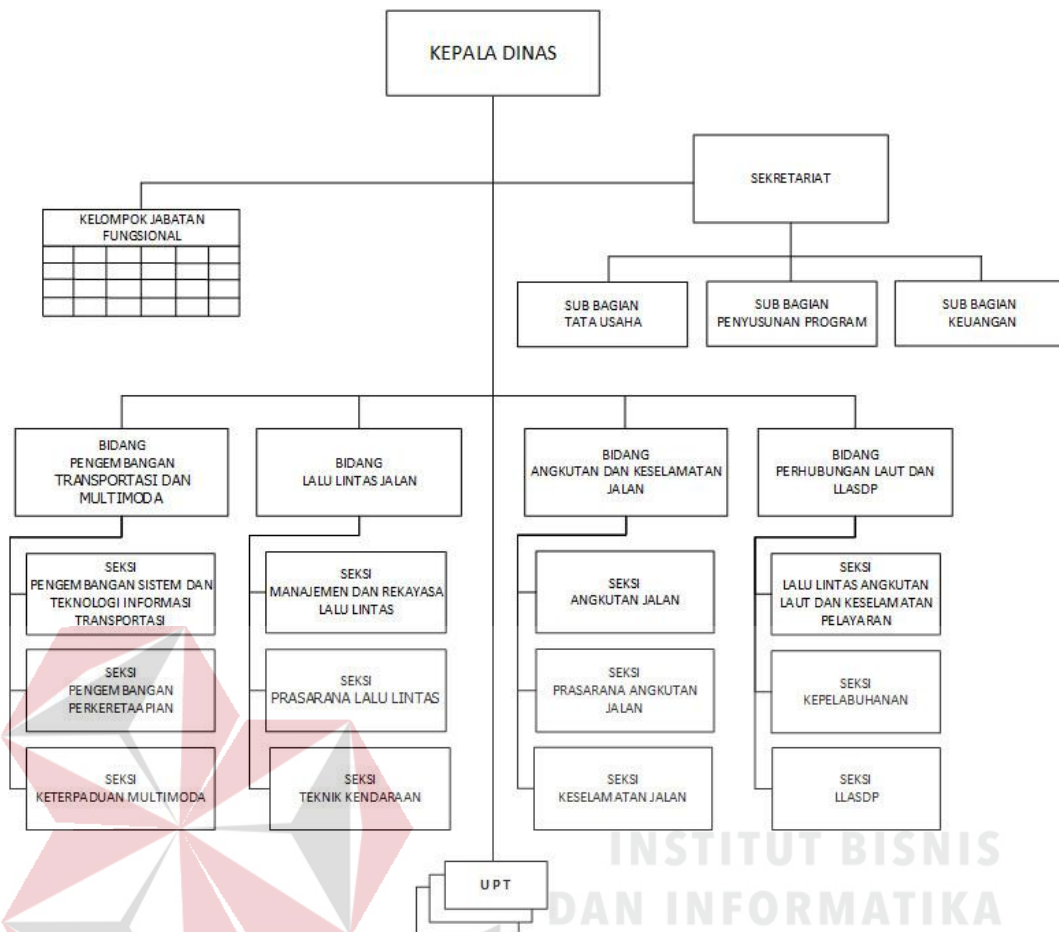 KEPALA DINAS
SEKRETARIAT
KELOMPOK JABATAN
FUNGSIONAL
SUB BAGIAN
TATA USAHA
SUB BAGIAN
PENYUSUNAN PROGRAM
SUB BAGIAN
KEUANGAN
BIDANG
PENGEMBANGAN
TRANSPORTASI DAN
MULTIMODA
BIDANG
LALU LINTAS JALAN
BIDANG
ANGKUTAN DAN KESELAMATAN
JALAN
BIDANG
PERHUBUNGAN LAUT DAN
LLASDP
SEKSI
PENGEMBANGAN SISTEM DAN
TEKNOLOGI INFORMASI
TRANSPORTASI
SEKSI
MANAJEMEN DAN REKAYASA
LALU LINTAS
SEKSI
ANGKUTAN JALAN
SEKSI
LALU LINTAS ANGKUTAN
LAUT DAN KESELAMATAN
PELAYARAN
SEKSI
PENGEMBANGAN
PERKERETAAPIAN
SEKSI
PRASARANA LALU LINTAS
SEKSI
PRASARANA ANGKUTAN
JALAN
SEKSI
KEPELABUHANAN
SEKSI
KETERPADUAN MULTIMODA
SEKSI
TEKNIK KENDARAAN
SEKSI
KESELAMATAN JALAN
SEKSI
LLASDP
UPT
INSTITUT BISNIS
DAN INFORMATIKA